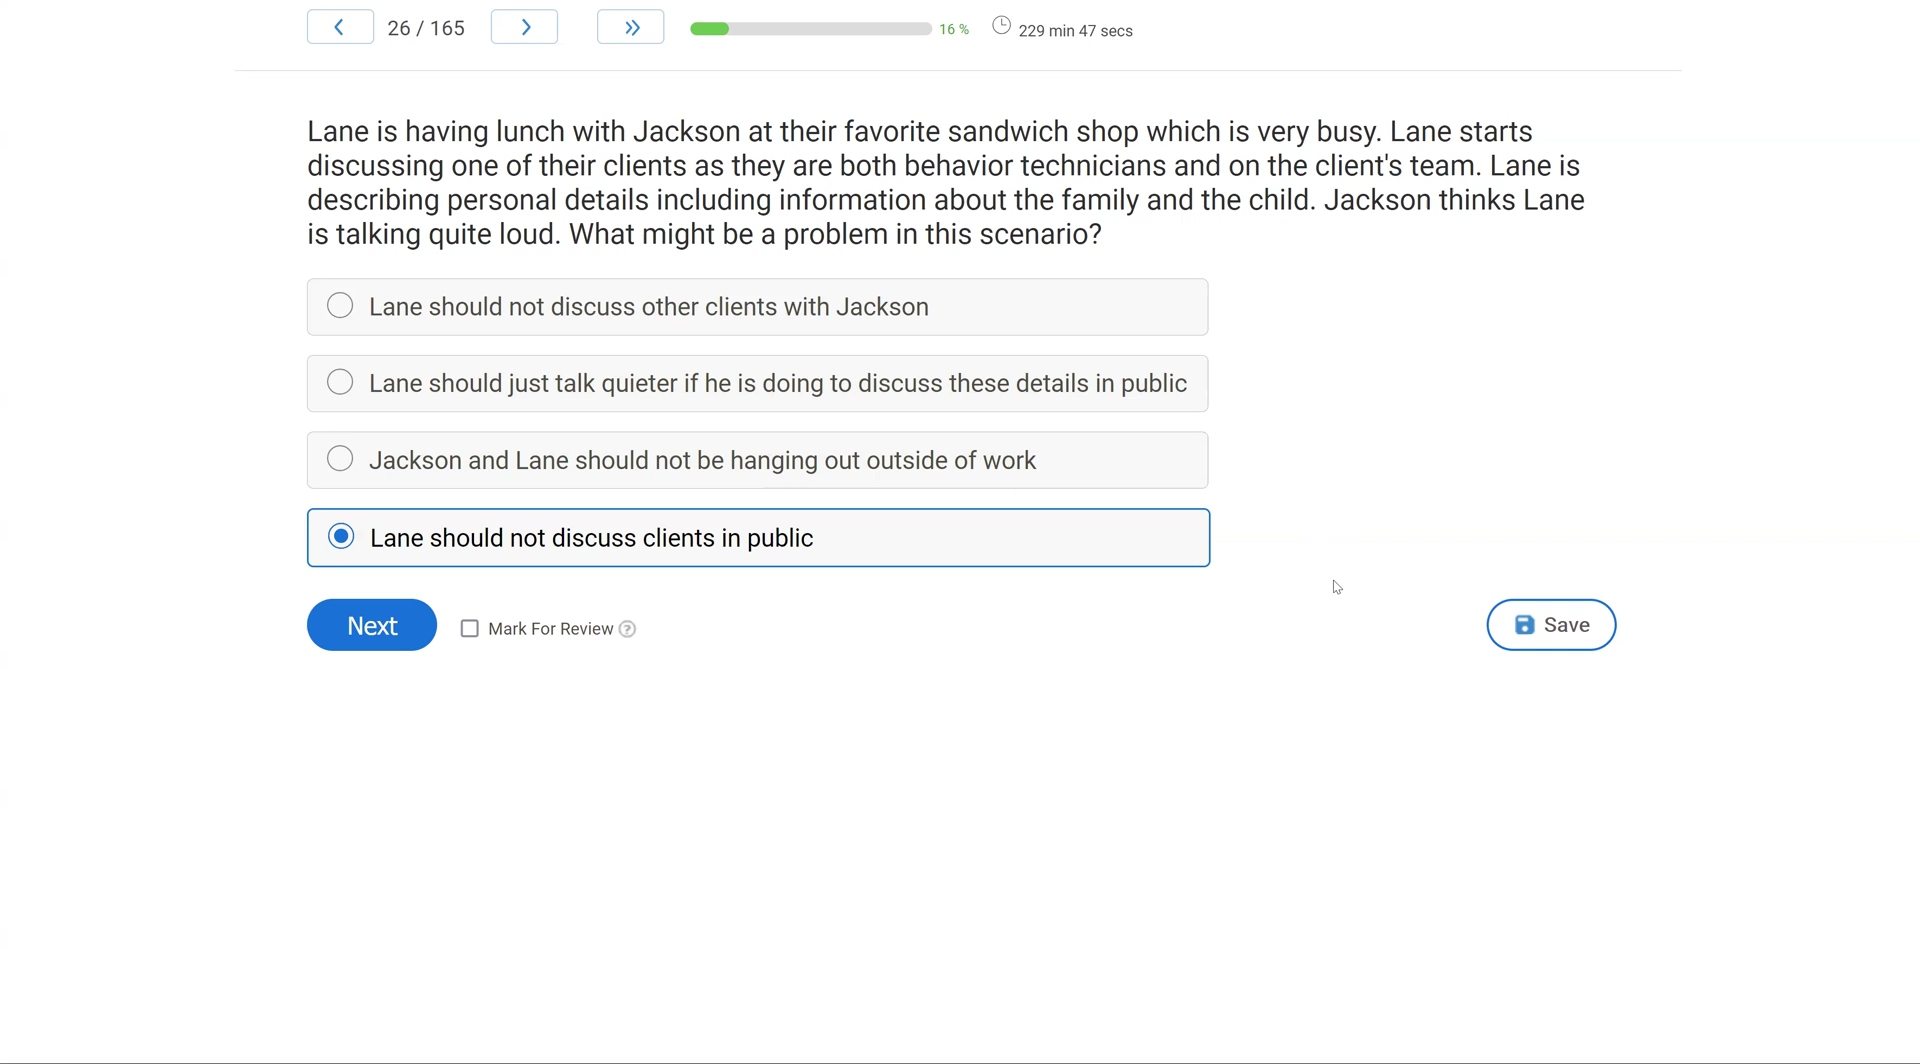 26 / 165
16 %
229 min 47 secs
Lane is having lunch with Jackson at their favorite sandwich shop which is very busy. Lane starts
discussing one of their clients as they are both behavior technicians and on the client's team. Lane is
describing personal details including information about the family and the child. Jackson thinks Lane
is talking quite loud. What might be a problem in this scenario?
Lane should not discuss other clients with Jackson
Lane should just talk quieter if he is doing to discuss these details in public
Jackson and Lane should not be hanging out outside of work
Lane should not discuss clients in public
Next
Mark For Review ?
Save